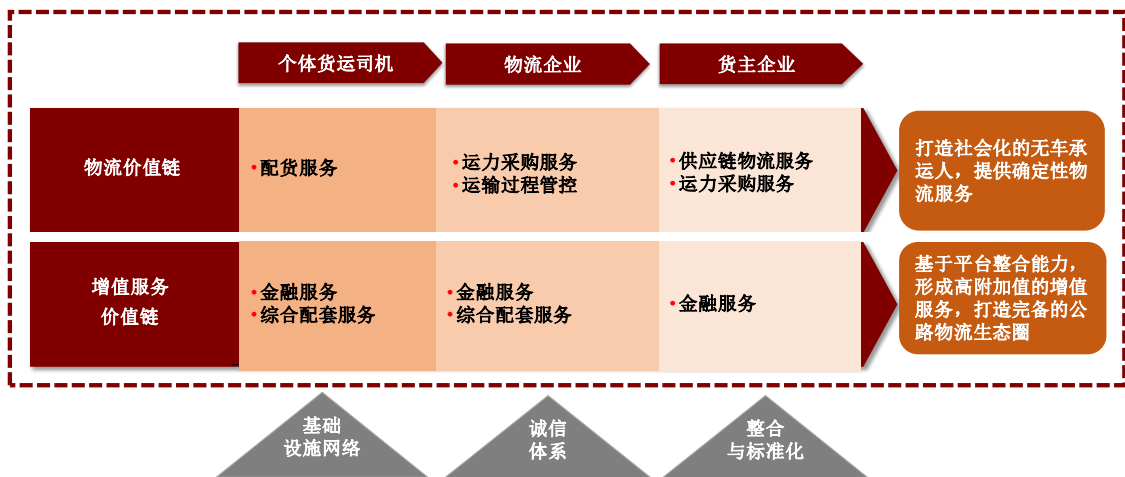 个体货运司机
物流企业
货主企业
物流价值链
•配货服务
•运力采购服务
•运输过程管控
•供应链物流服务
•运力采购服务
打造社会化的无车承
运人，提供确定性物
流服务
增值服务
价值链
•金融服务
•综合配套服务
•金融服务
•综合配套服务
•金融服务
基于平台整合能力，
形成高附加值的增值
服务，打造完备的公
路物流生态圈
基础
设施网络
诚信
体系
整合
与标准化